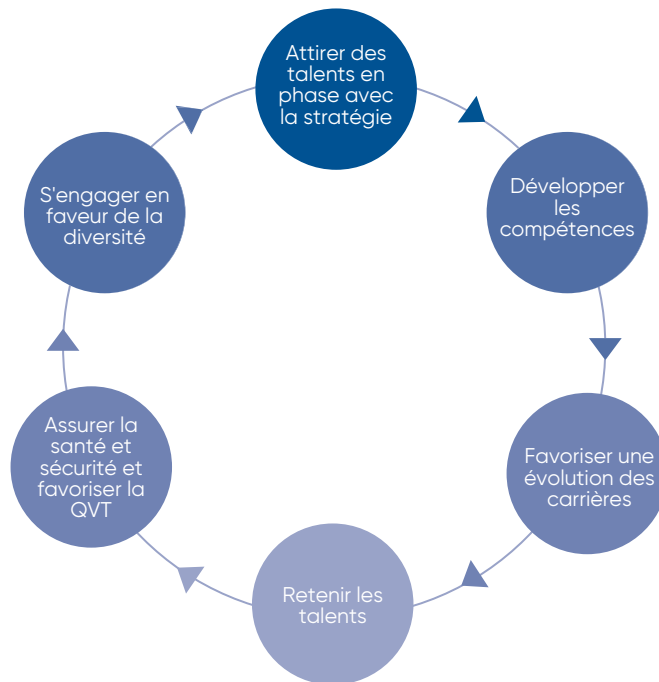 Attirer des
talents en
phase avec
la stratégie
Développer
les
compétences
Favoriser une
évolution des
carrières
Retenir les
talents
Assurer la
santé et
sécurité et
favoriser la
QVT
S'engager en
faveur de la
diversité